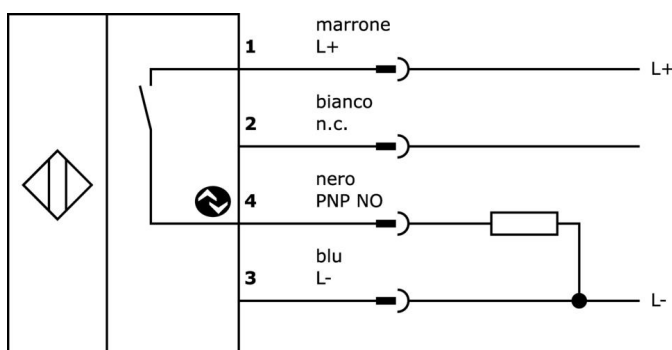 marrone
1 L+ L+
bianco
2 n.c.
nero
4 PNP NO
blu
3 L- L-